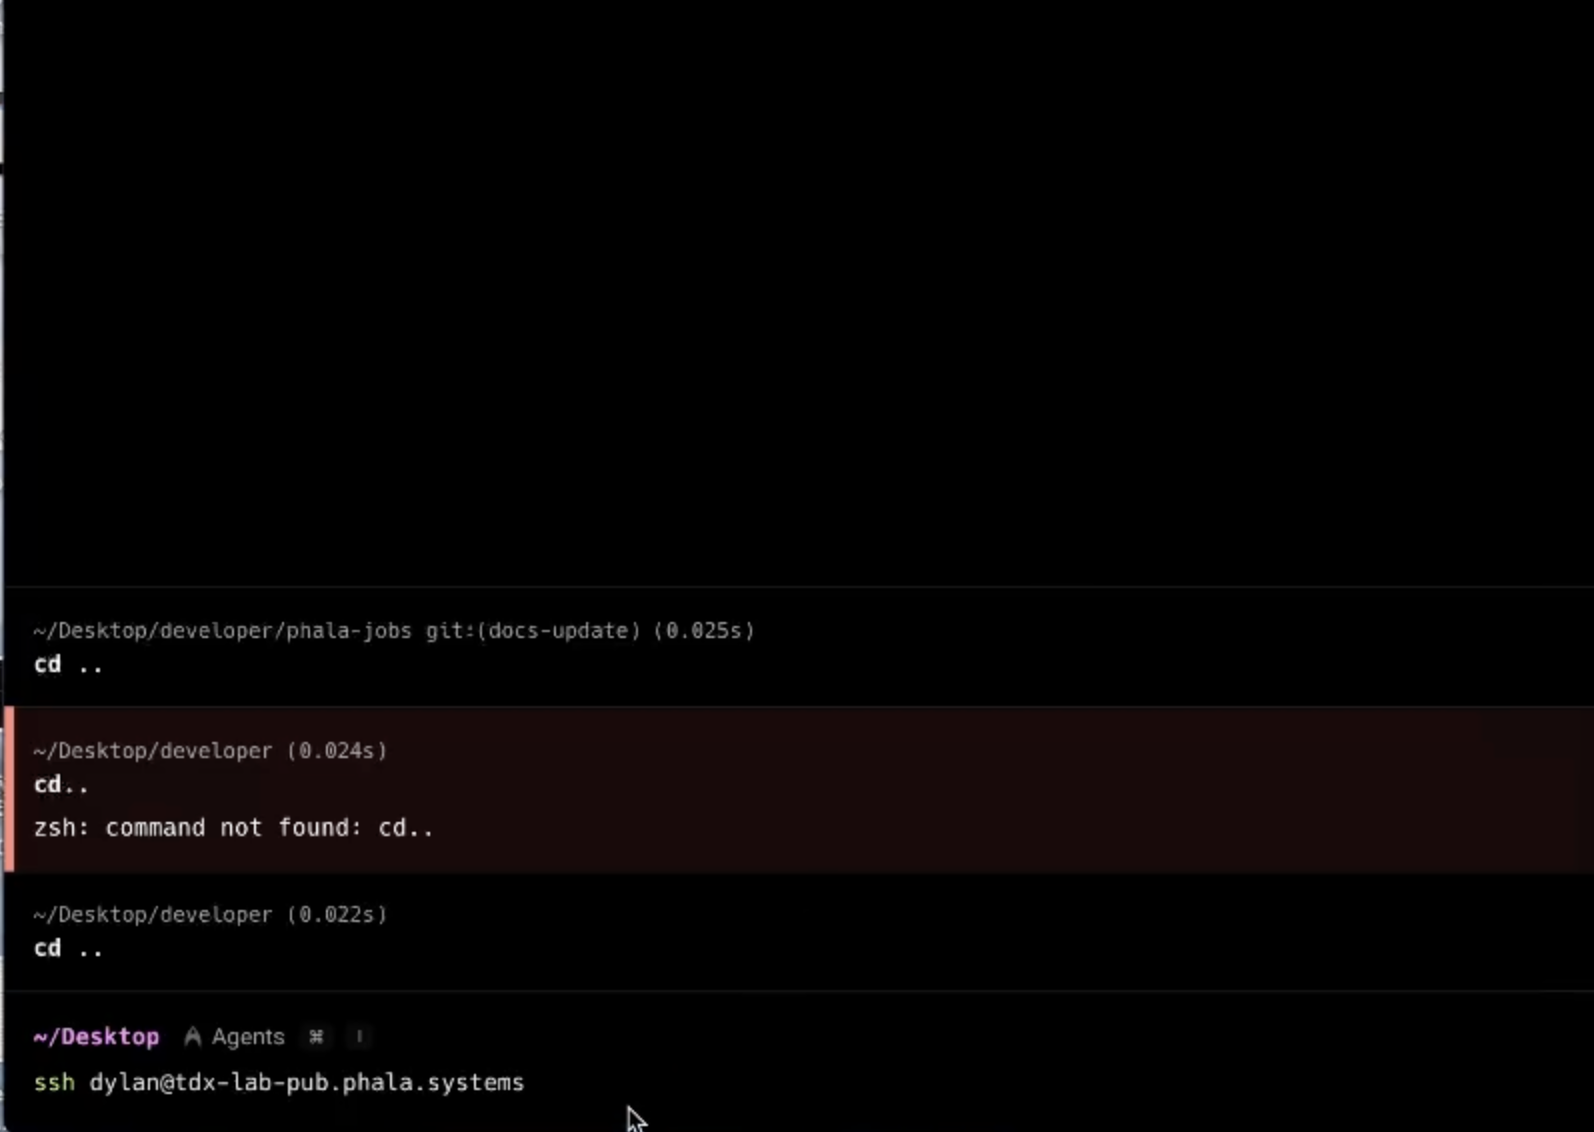 ~/Desktop/developer/phala-jobs git:(docs-update) (0.025s)
cd ..
~/Desktop/developer (0.024s)
cd..
zsh: command not found: cd..
~/Desktop/developer (0.022s)
cd ..
~/Desktop Agents ⌘ I
ssh dylan@tdx-lab-pub.phala.systems